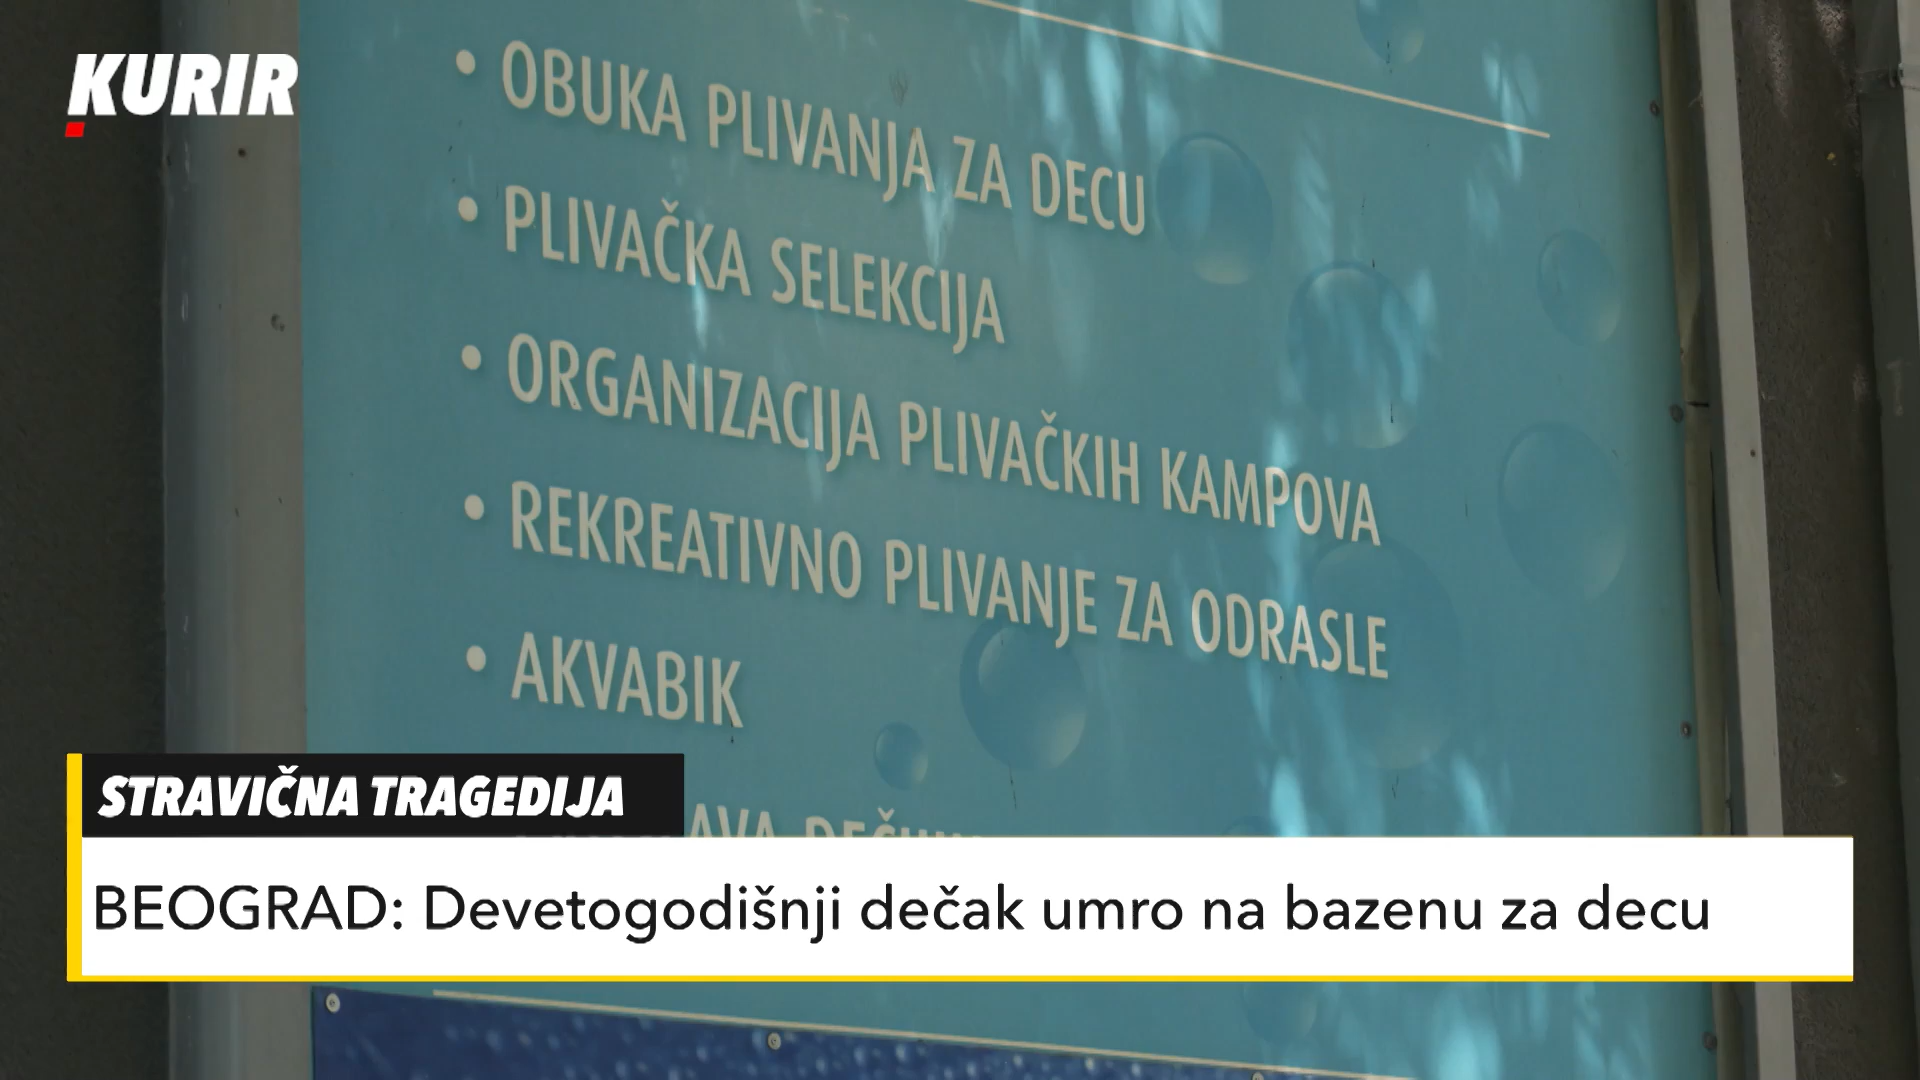 KURIR
• OBUKA PLIVANJA ZA DECU
• PLIVAČKA SELEKCIJA
• ORGANIZACIJA PLIVAČKIH KAMPOVA
• REKREATIVNO PLIVANJE ZA ODRASLE
• AKVABIK
STRAVIČNA TRAGEDIJA
BEOGRAD: Devetogodišnji dečak umro na bazenu za decu